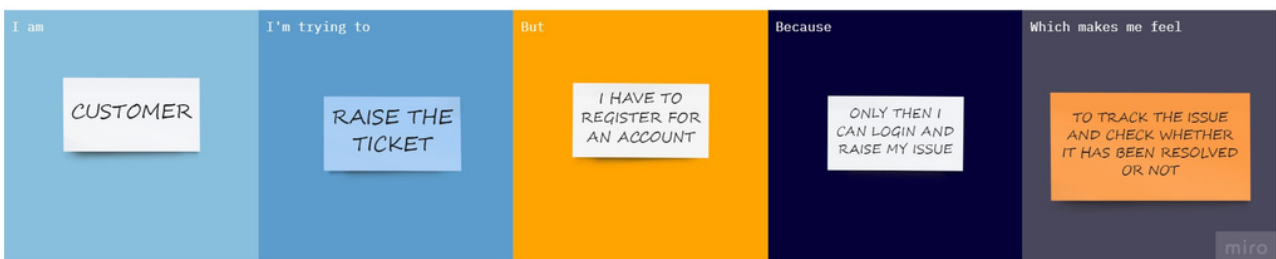 I am
CUSTOMER
I'm trying to
RAISE THE
TICKET
But
I HAVE TO
REGISTER FOR
AN ACCOUNT
Because
ONLY THEN I
CAN LOGIN AND
RAISE MY ISSUE
Which makes me feel
TO TRACK THE ISSUE
AND CHECK WHETHER
IT HAS BEEN RESOLVED
OR NOT
miro